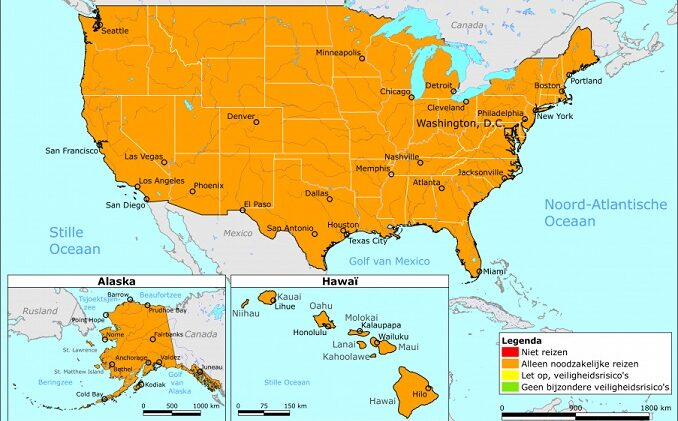 Canada
Seattle
Minneapolis
Portland
Boston
Detroit
Chicago
Cleveland
New York
Philadelphia
Washington, D.C.
Denver
San Francisco
Las Vegas
Nashville
Memphis
Jacksonville
Los Angeles
Phoenix
Atlanta
San Diego
El Paso
Dallas
Noord-Atlantische
Oceaan
Stille
Oceaan
Mexico
San Antonio
Houston
Texas City
Golf van Mexico
Miami
Alaska
Rusland
Tsjoektsjen
zee
Beaufortzee
Barrow
Prudhoe Bay
Point Hope
Nome
Fairbanks
Canada
St. Lawrence
Anchorage
Valdez
St. Matthew Island
Bethel
Juneau
Beringzee
Golf
van
Alaska
Kodiak
Cold Bay
0
500
1000 km
Hawaï
Kauai
Lihue
Niihau
Oahu
Honolulu
Molokai
Kalaupapa
Lanai
Wailuku
Maui
Kahoolawe
Stille Oceaan
Hawaii
Hilo
0
75
150 km
Legenda
Niet reizen
Alleen noodzakelijke reizen
Let op, veiligheidsrisico's
Geen bijzondere veiligheidsrisico's
0
900
1800 km